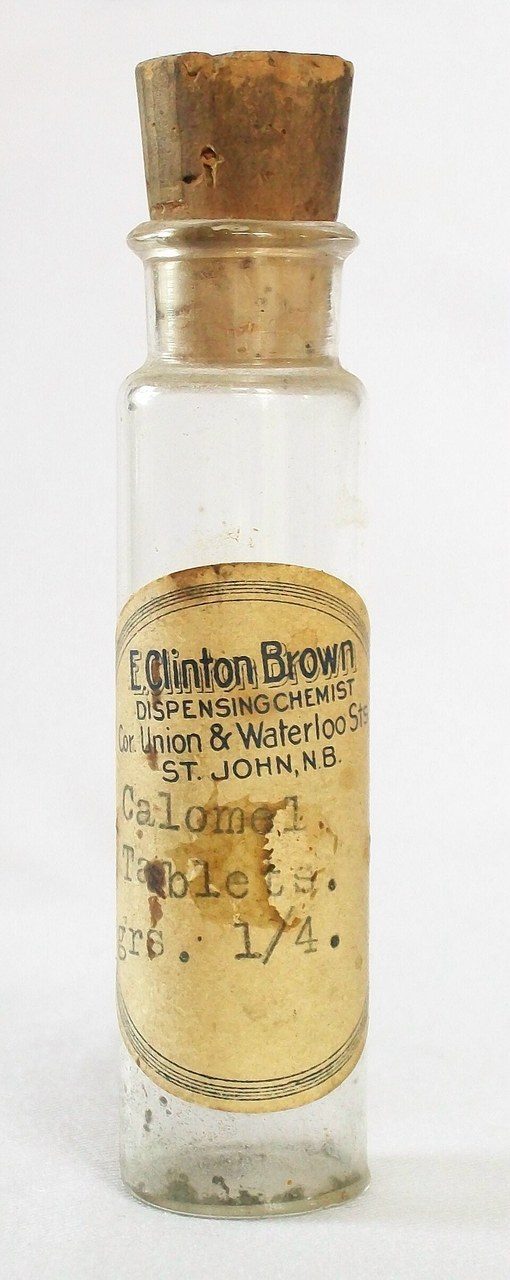 E. Clinton Brown
DISPENSING CHEMIST
Cor. Union & Waterloo Sts.
ST. JOHN, N.B.
Calomel
Tablets.
grs. 1/4.